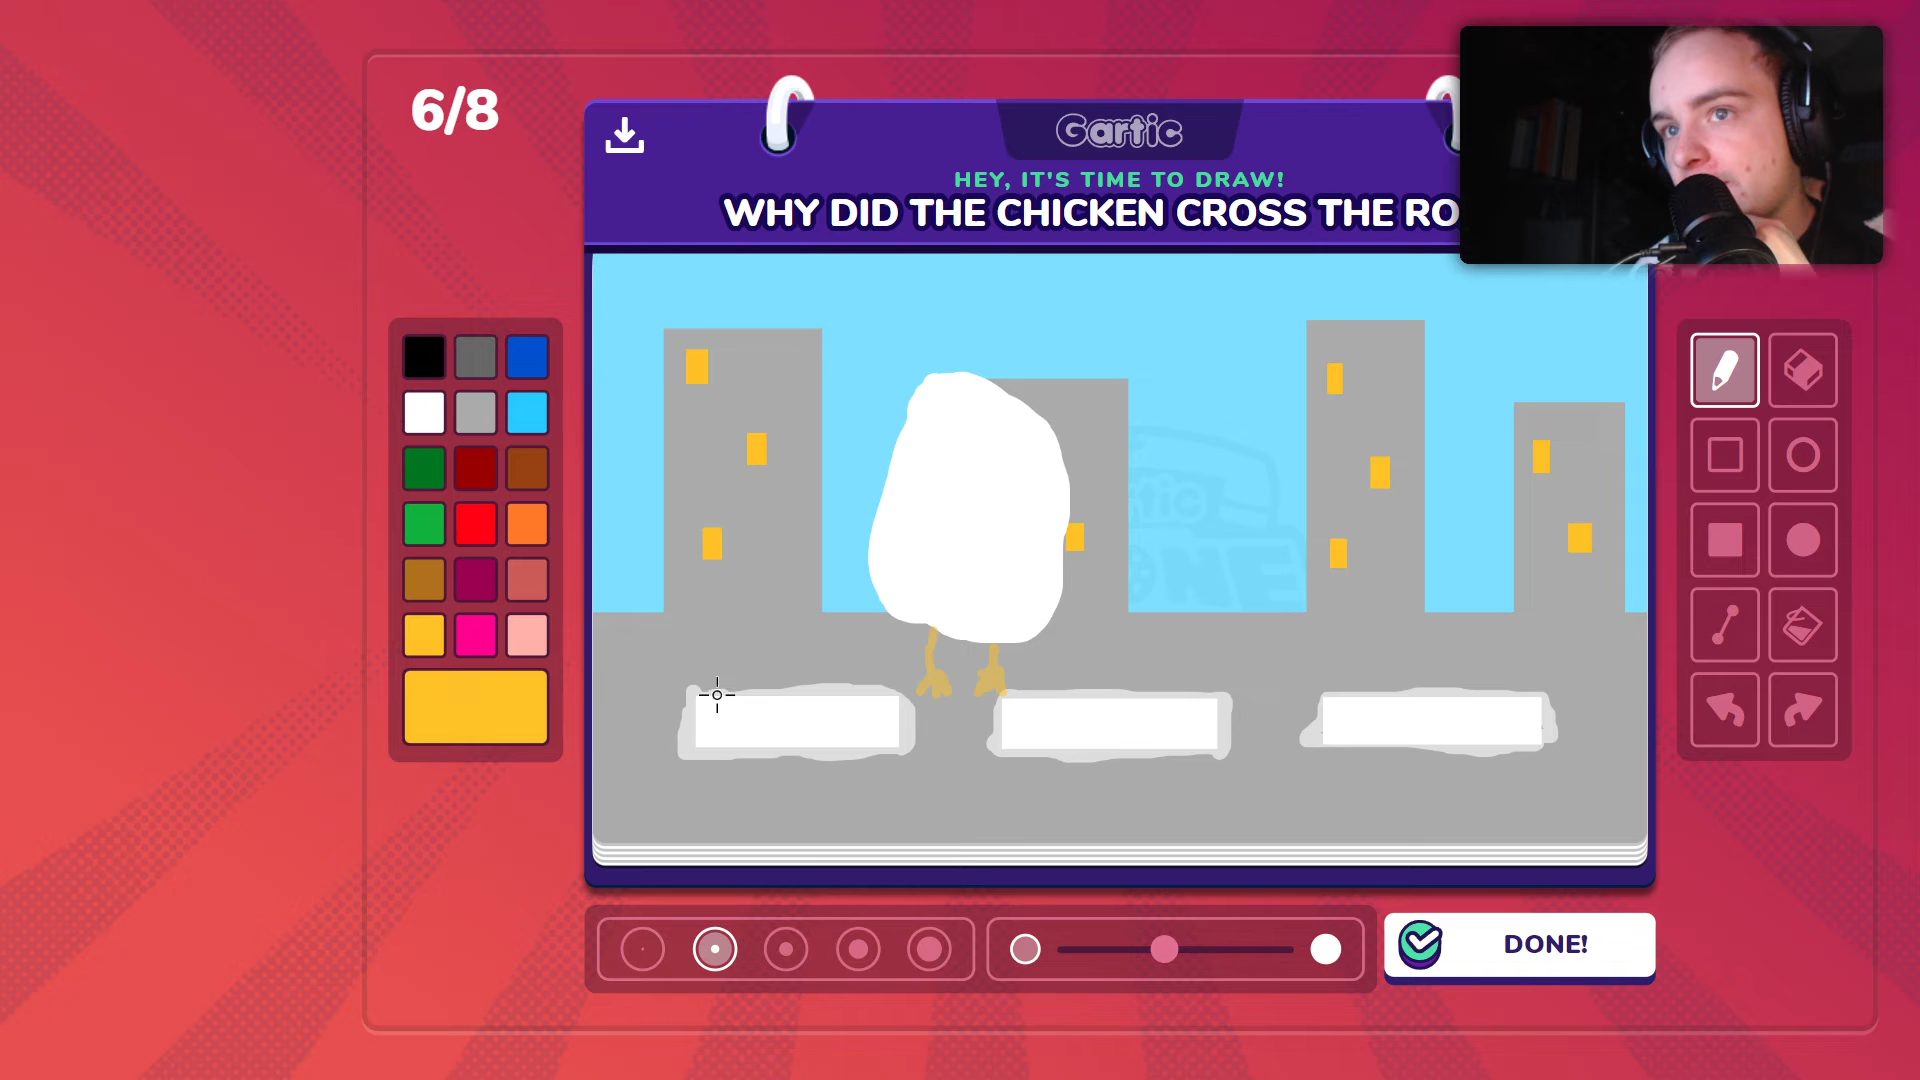 6/8
Gartic
HEY, IT'S TIME TO DRAW!
WHY DID THE CHICKEN CROSS THE RO
DONE!